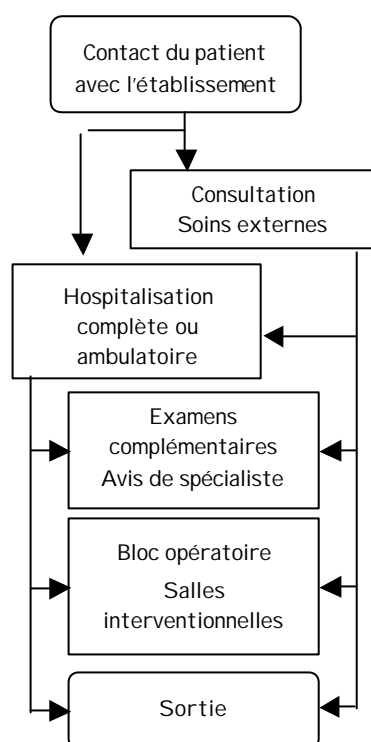 Contact du patient
avec l'établissement
Consultation
Soins externes
Hospitalisation
complète ou
ambulatoire
Examens
complémentaires
Avis de spécialiste
Bloc opératoire
Salles
interventionnelles
Sortie